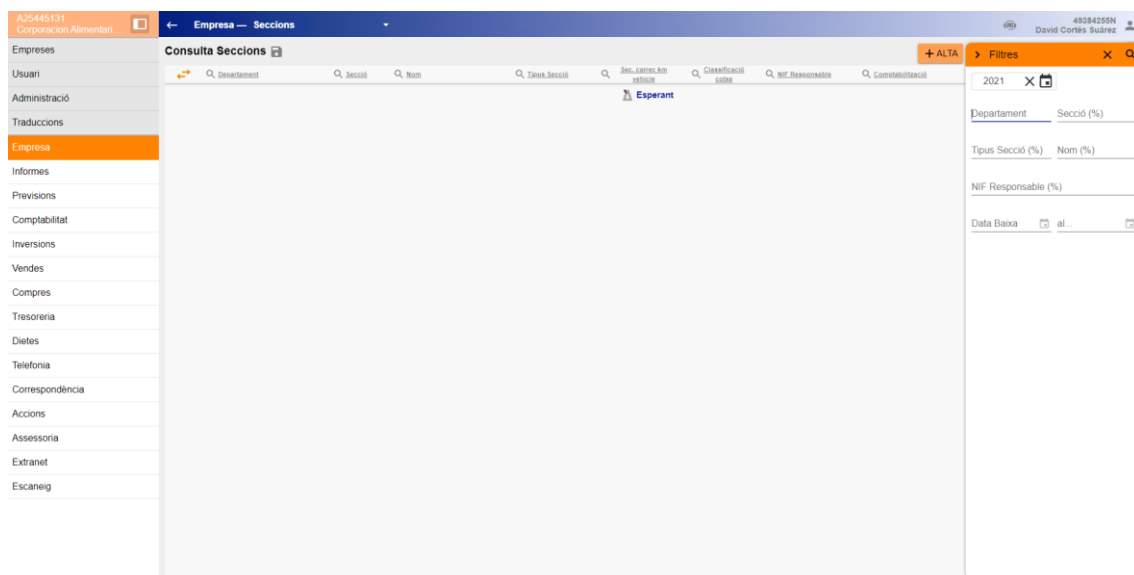 A25445131
Corporacion Alimentari...
Empresa — Seccions
49384255N
David Cortés Suárez
Empreses
Usuari
Administració
Traduccions
Empresa
Informes
Previsions
Comptabilitat
Inversions
Vendes
Compres
Tresoreria
Dietes
Telefonia
Correspondència
Accions
Assessoria
Extranet
Escaneig
Consulta Seccions
+ ALTA
Departament
Secció
Nom
Tipus Secció
Sec. carrec km
vehicle
Classificació
cotxe
NIF Responsable
Comptabilització
Esperant
Filtres
2021
Departament
Secció (%)
Tipus Secció (%)
Nom (%)
NIF Responsable (%)
Data Baixa
al...